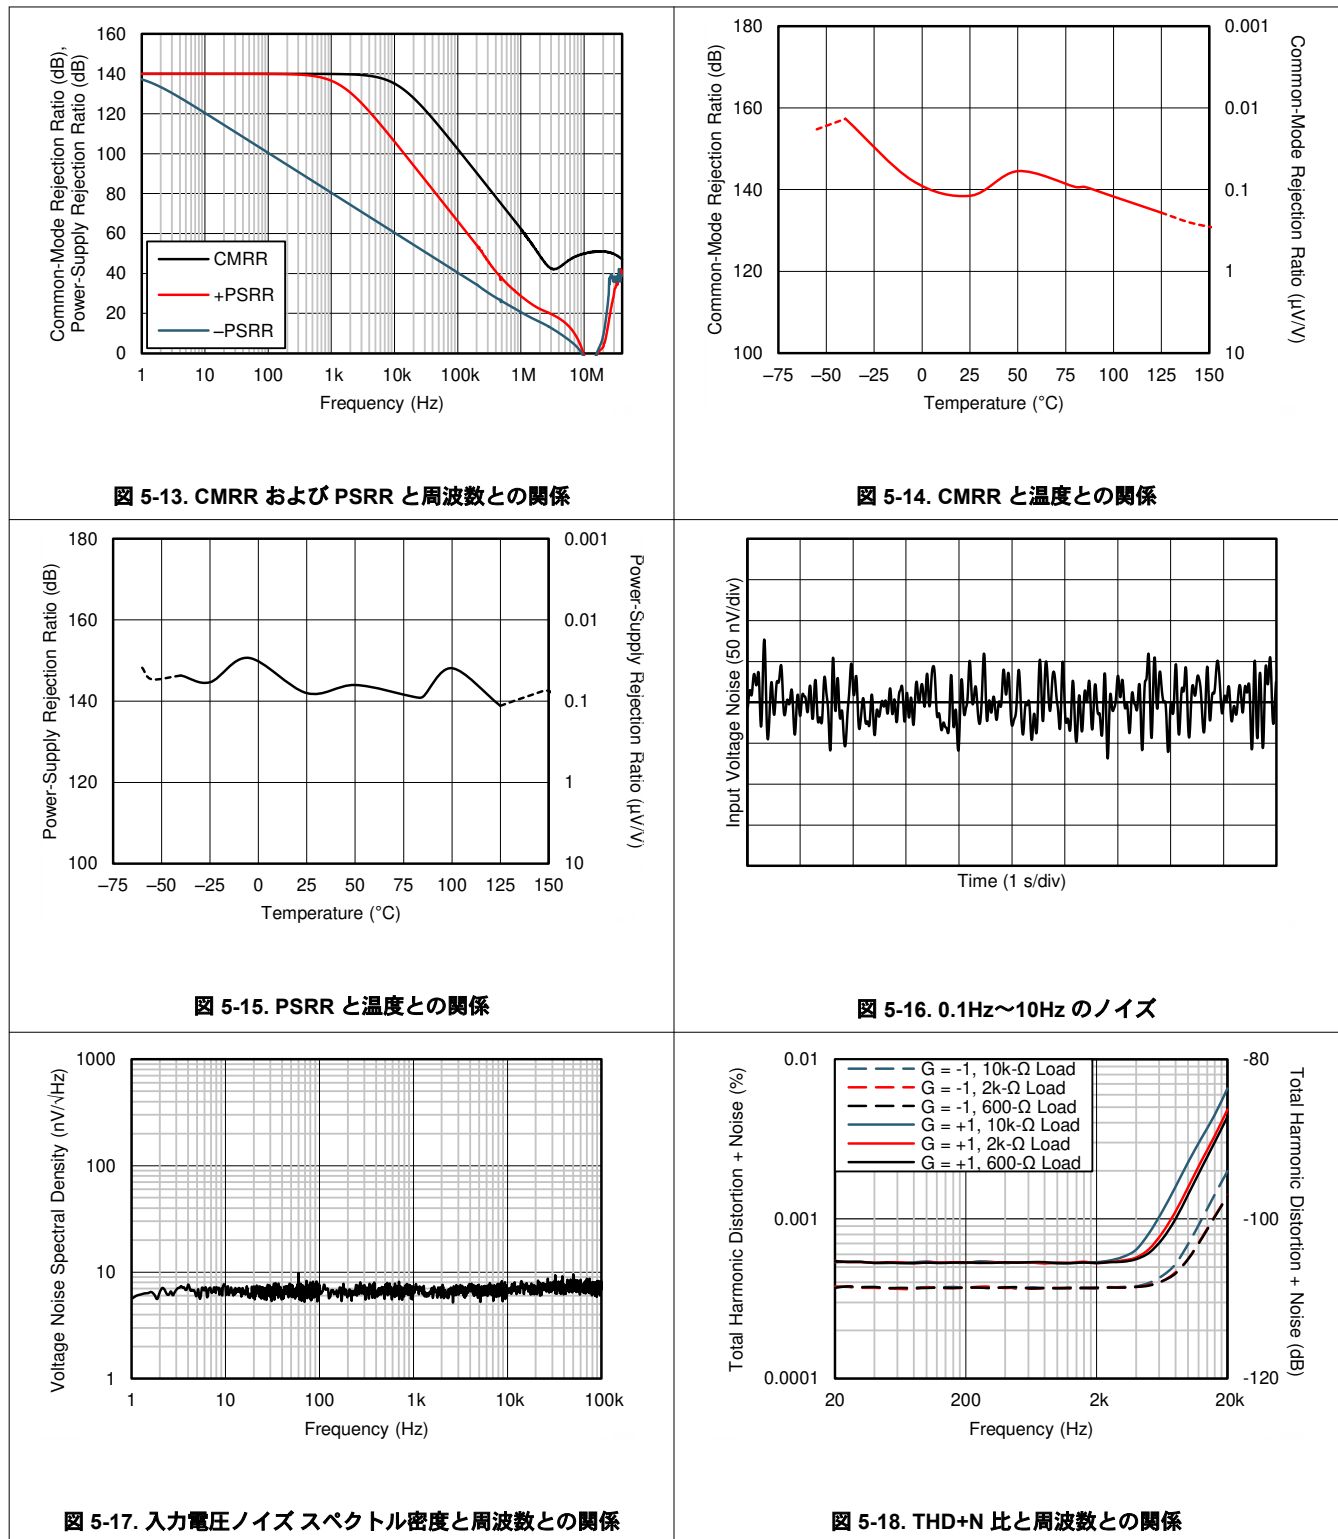 160
140
120
100
80
60
40
20
0
Common-Mode Rejection Ratio (dB),
Power-Supply Rejection Ratio (dB)
CMRR
+PSRR
–PSRR
1 10 100 1k 10k 100k 1M 10M
Frequency (Hz)
図 5-13. CMRR および PSRR と周波数との関係
180
160
140
120
100
Common-Mode Rejection Ratio (dB)
0.001
0.01
0.1
1
10
Common-Mode Rejection Ratio (µV/V)
–75 –50 –25 0 25 50 75 100 125 150
Temperature (°C)
図 5-14. CMRR と温度との関係
180
160
140
120
100
Power-Supply Rejection Ratio (dB)
0.001
0.01
0.1
1
10
Power-Supply Rejection Ratio (µV/V)
–75 –50 –25 0 25 50 75 100 125 150
Temperature (°C)
図 5-15. PSRR と温度との関係
Input Voltage Noise (50 nV/div)
Time (1 s/div)
図 5-16. 0.1Hz～10Hz のノイズ
1000
100
10
1
Voltage Noise Spectral Density (nV/√Hz)
1 10 100 1k 10k 100k
Frequency (Hz)
図 5-17. 入力電圧ノイズ スペクトル密度と周波数との関係
0.01
0.001
0.0001
Total Harmonic Distortion + Noise (%)
G = -1, 10k-Ω Load
G = -1, 2k-Ω Load
G = -1, 600-Ω Load
G = +1, 10k-Ω Load
G = +1, 2k-Ω Load
G = +1, 600-Ω Load
-80
-100
-120
Total Harmonic Distortion + Noise (dB)
20 200 2k 20k
Frequency (Hz)
図 5-18. THD+N 比と周波数との関係